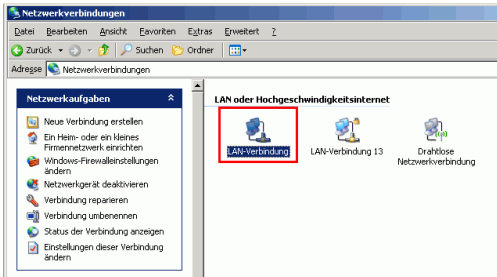 Netzwerkverbindungen
Datei Bearbeiten Ansicht Favoriten Extras Erweitert ?
Zurück Suchen Ordner
Adresse Netzwerkverbindungen
Netzwerkaufgaben
Neue Verbindung erstellen
Ein Heim- oder ein kleines
Firmennetzwerk einrichten
Windows-Firewalleinstellungen
ändern
Netzwerkgerät deaktivieren
Verbindung reparieren
Verbindung umbenennen
Status der Verbindung anzeigen
Einstellungen dieser Verbindung
ändern
LAN oder Hochgeschwindigkeitsinternet
LAN-Verbindung
LAN-Verbindung 13
Drahtlose
Netzwerkverbindung